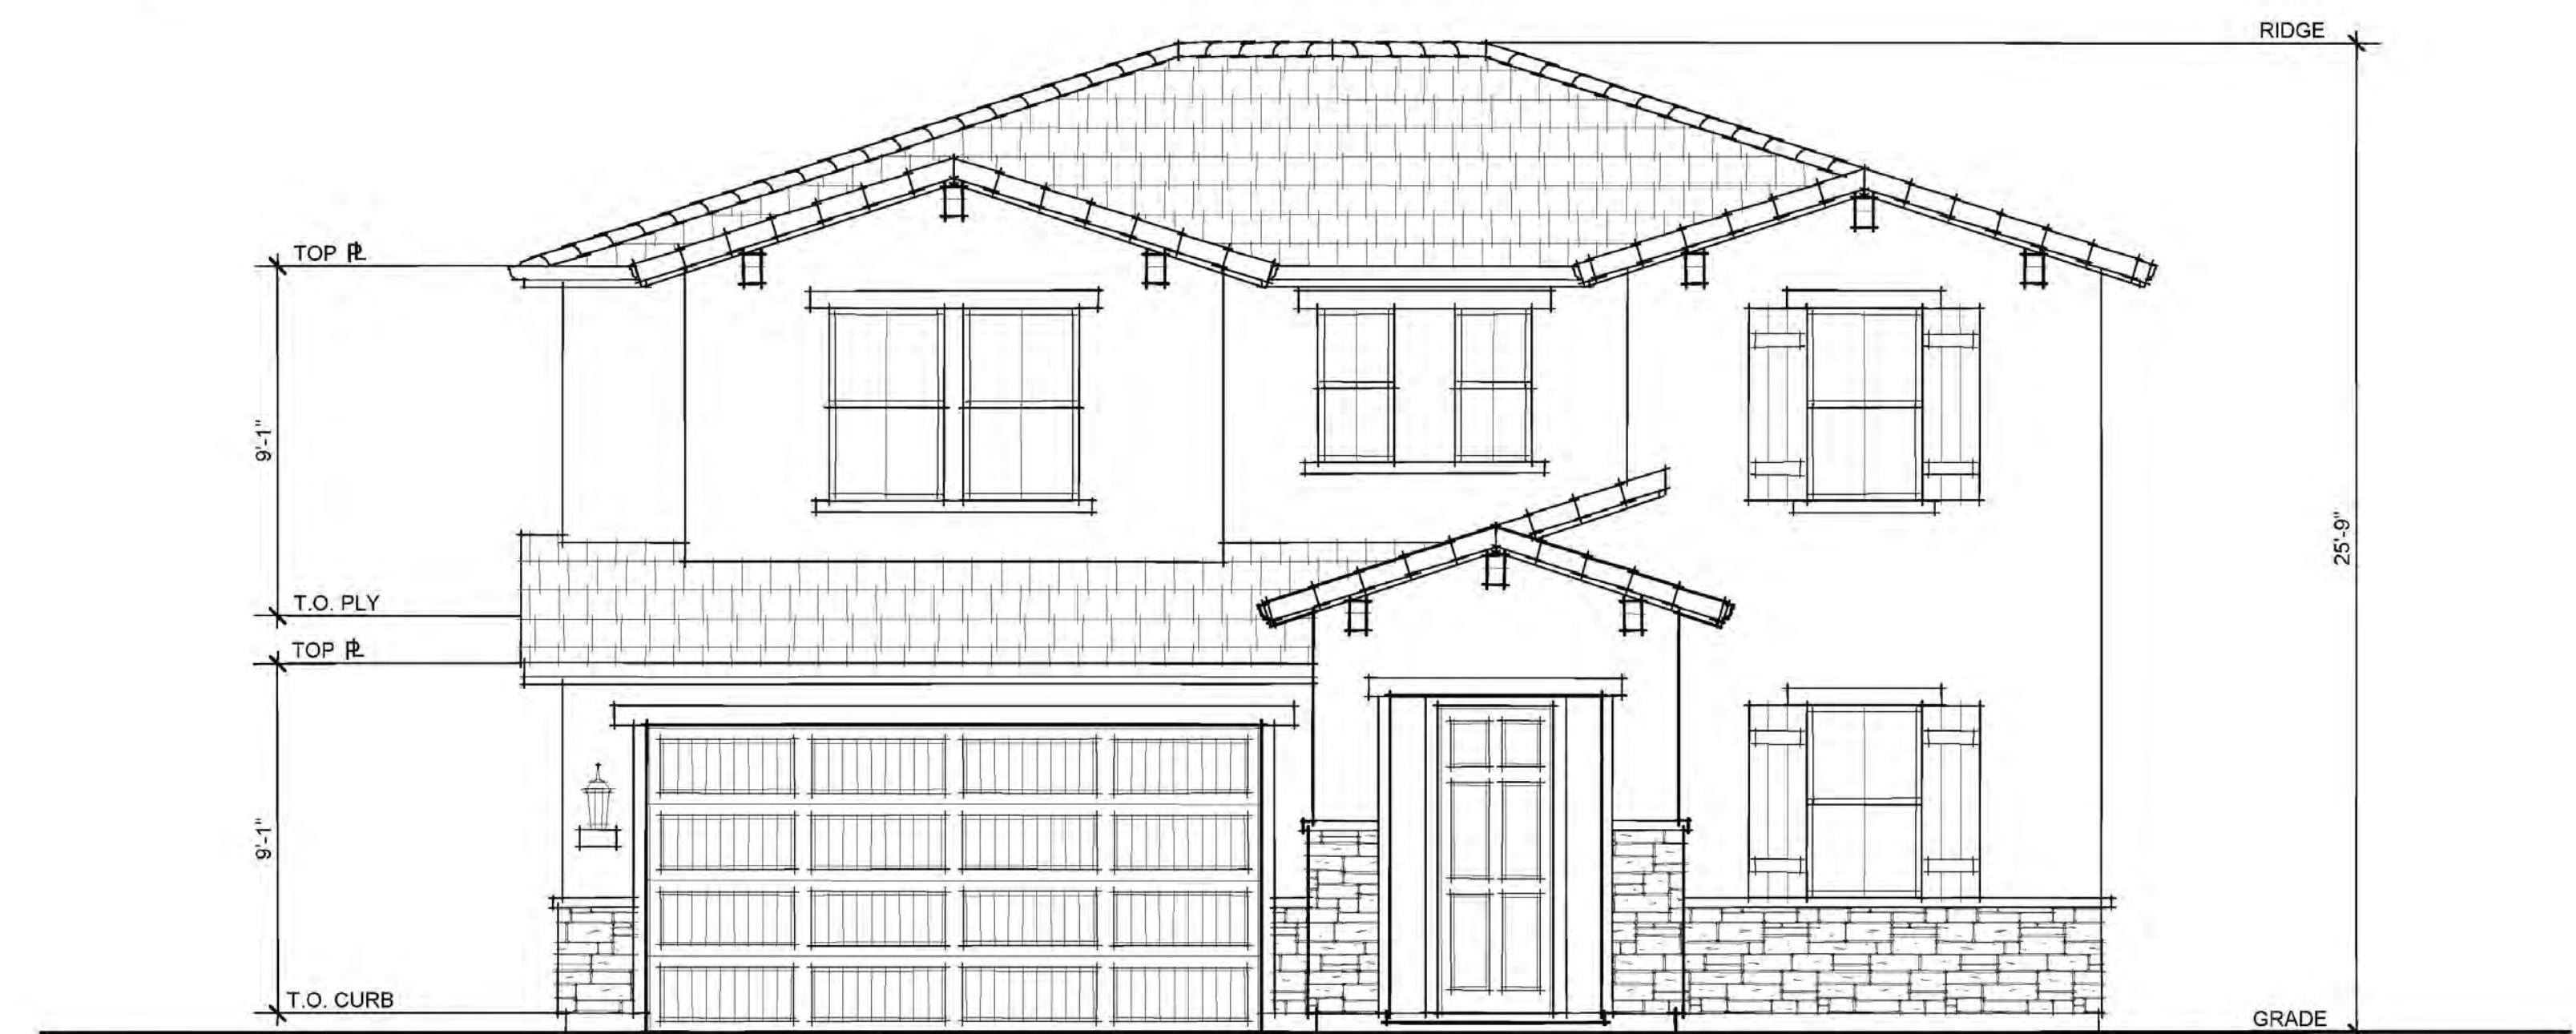 RIDGE
TOP PL
9'-1"
25'-9"
T.O. PLY
TOP PL
9'-1"
T.O. CURB
GRADE